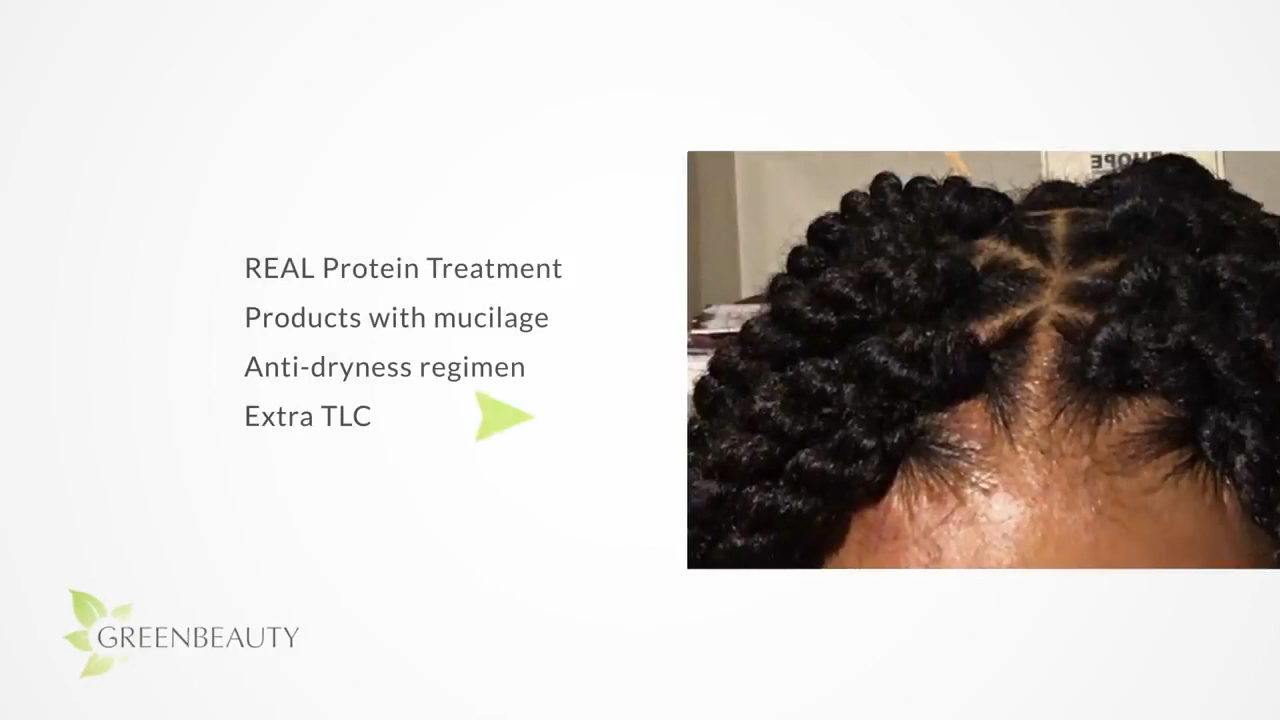 REAL Protein Treatment
Products with mucilage
Anti-dryness regimen
Extra TLC
GREENBEAUTY